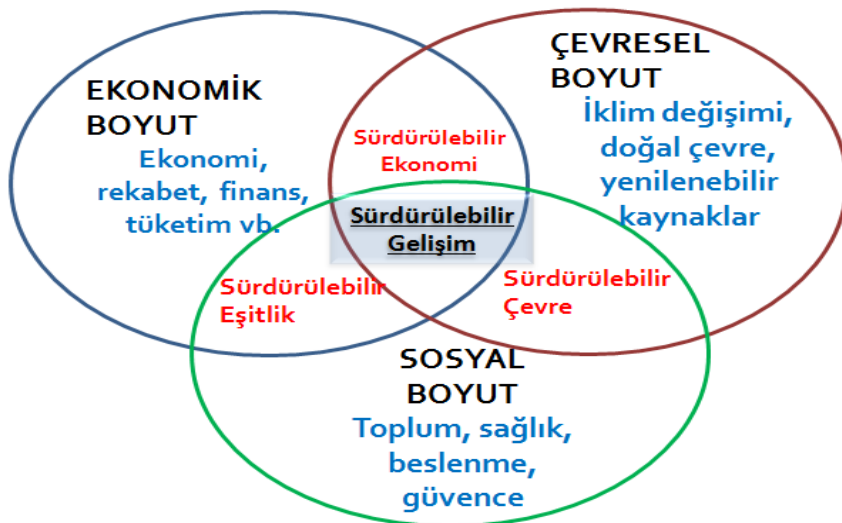 EKONOMİK
BOYUT
Ekonomi,
rekabet, finans,
tüketim vb.
Sürdürülebilir
Ekonomi
ÇEVRESEL
BOYUT
İklim değişimi,
doğal çevre,
yenilenebilir
kaynaklar
Sürdürülebilir
Gelişim
Sürdürülebilir
Eşitlik
Sürdürülebilir
Çevre
SOSYAL
BOYUT
Toplum, sağlık,
beslenme,
güvence